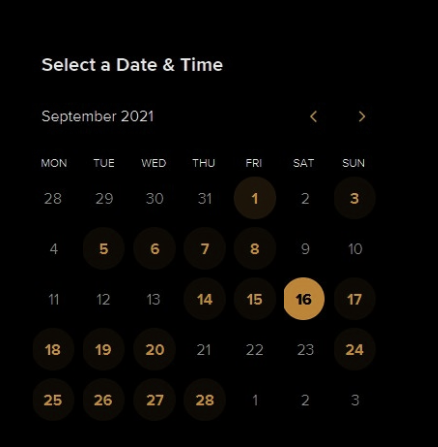 Select a Date & Time
September 2021
MON TUE WED THU FRI SAT SUN
28 29 30 31 1 2 3
4 5 6 7 8 9 10
11 12 13 14 15 16 17
18 19 20 21 22 23 24
25 26 27 28 1 2 3